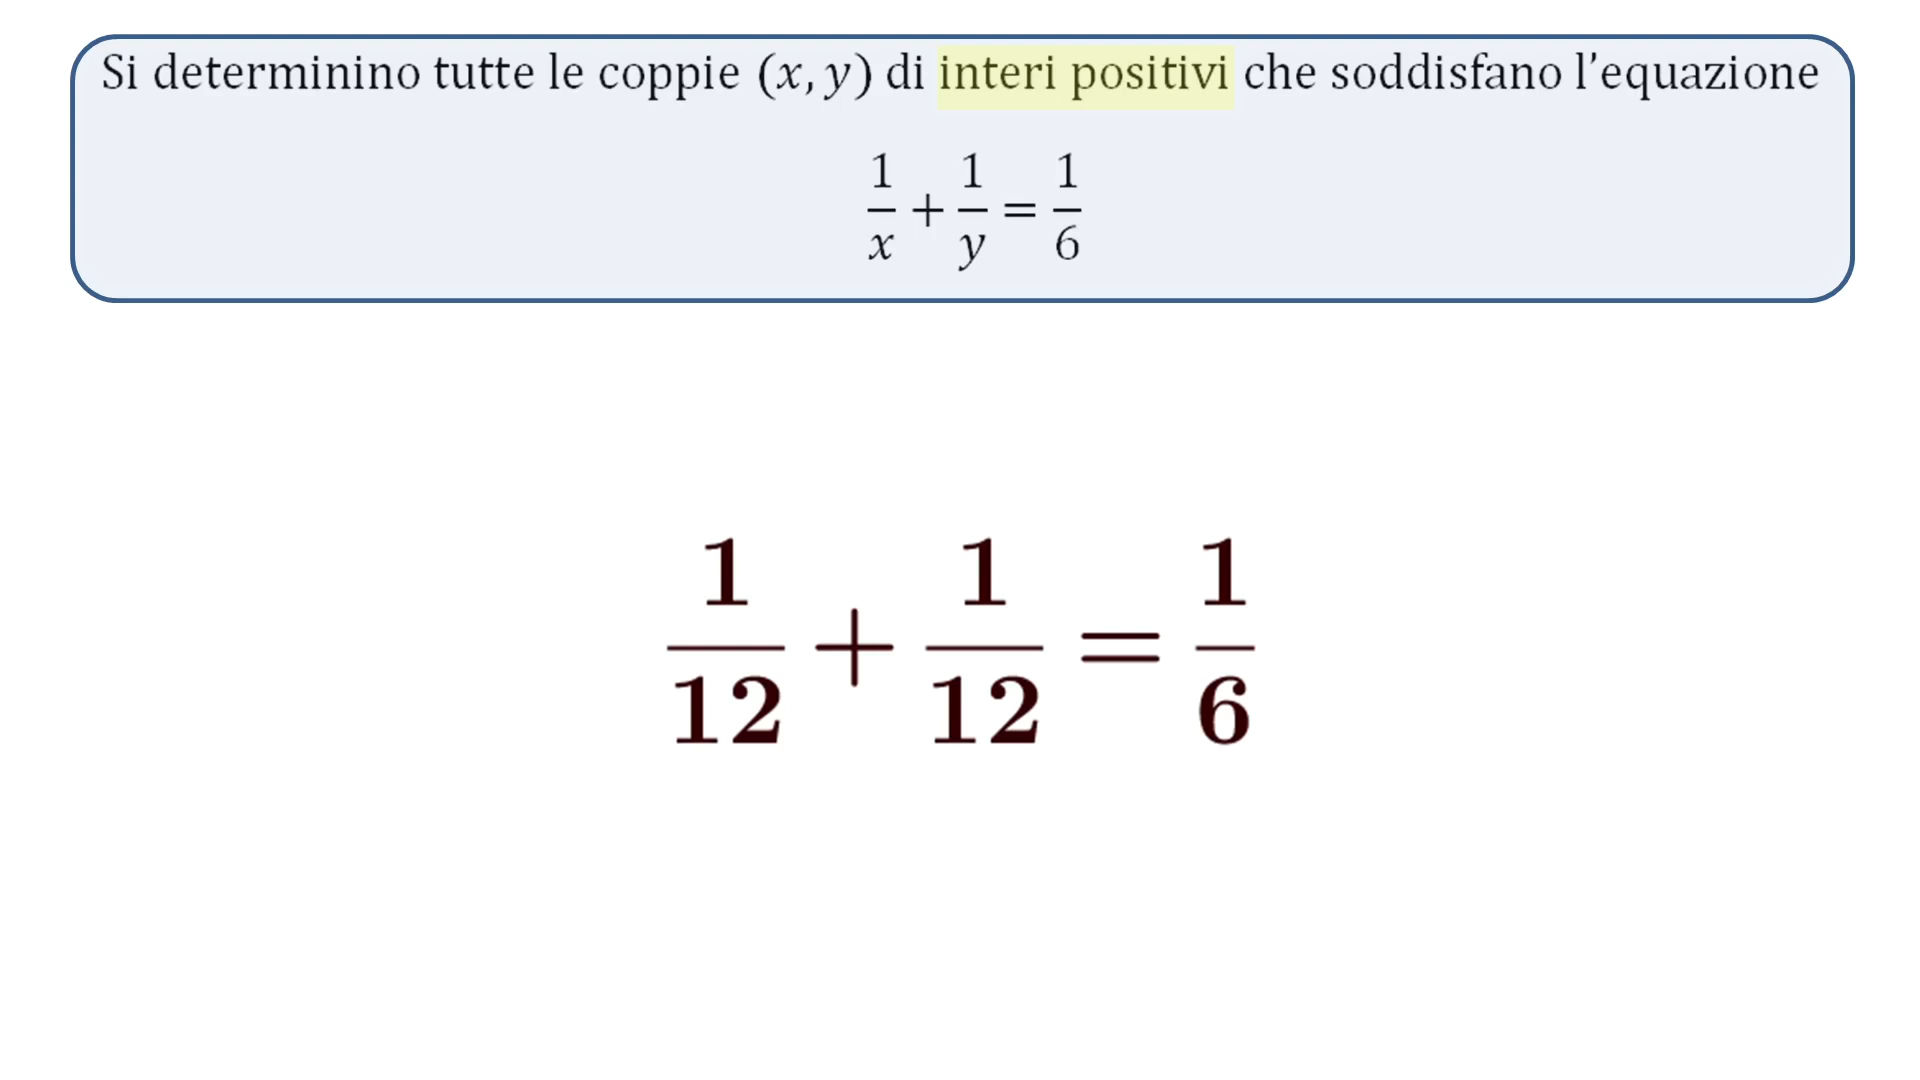 Si determinino tutte le coppie (x, y) di interi positivi che soddisfano l’equazione
1/x + 1/y = 1/6
1/12 + 1/12 = 1/6